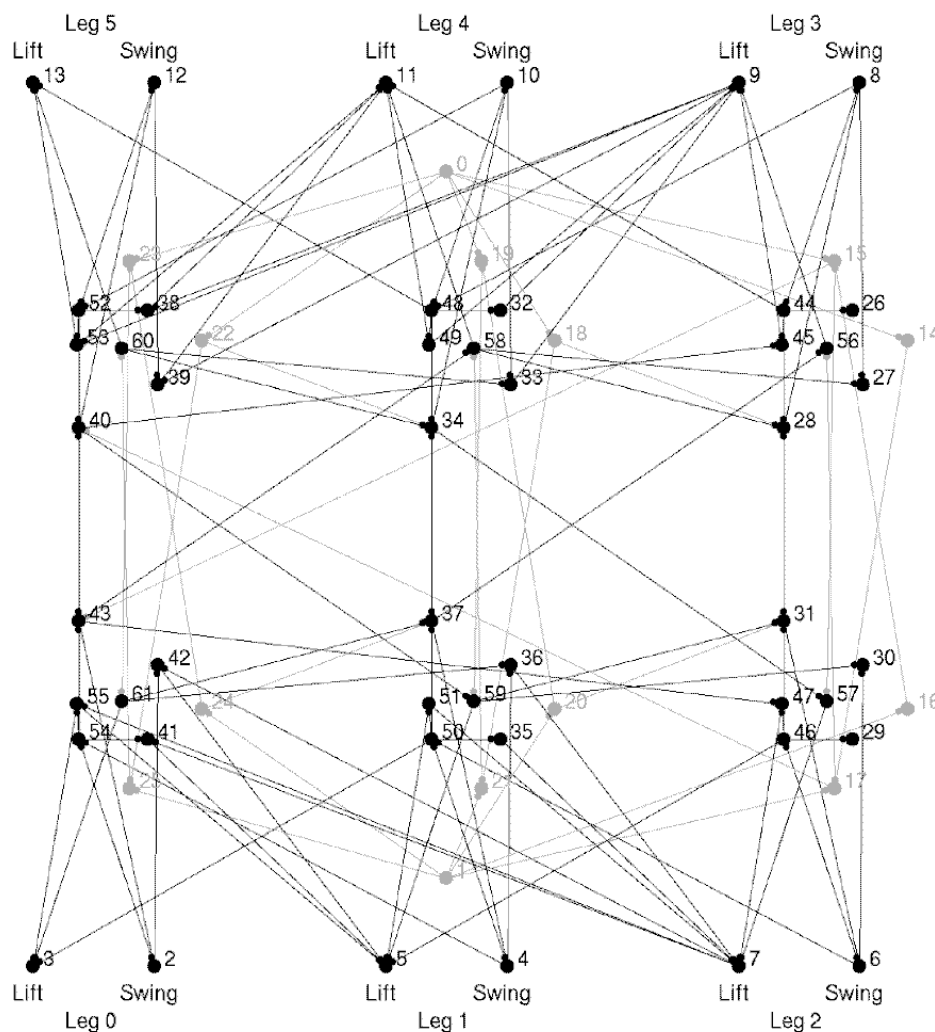 Leg 5 Leg 4 Leg 3
Lift Swing Lift Swing Lift Swing
13 12 11 10 9 8
0
23 19 15
52 38 48 32 44 26
22 18 14
53 60 49 58 45 56
39 33 27
40 34 28
43 37 31
42 36 30
55 61 51 59 47 57
24 20 16
54 41 50 35 46 29
17
1
3 2 5 4 7 6
Lift Swing Lift Swing Lift Swing
Leg 0 Leg 1 Leg 2